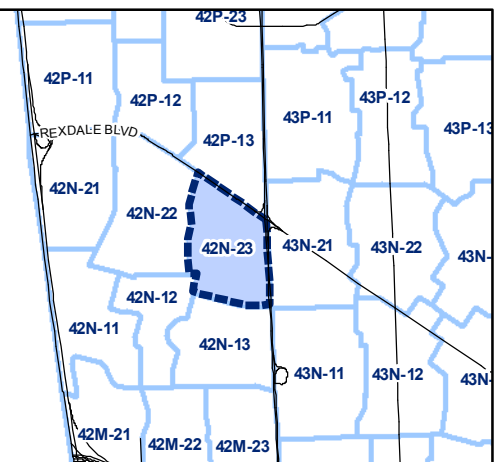 42P-23
42P-11
42P-12
43P-12
43P-11
43P-13
REXDALE BLVD
42P-13
42N-21
42N-22
42N-23
43N-21
43N-22
43N-
42N-12
42N-11
42N-13
43N-11
43N-12
43N-
42M-21
42M-22
42M-23